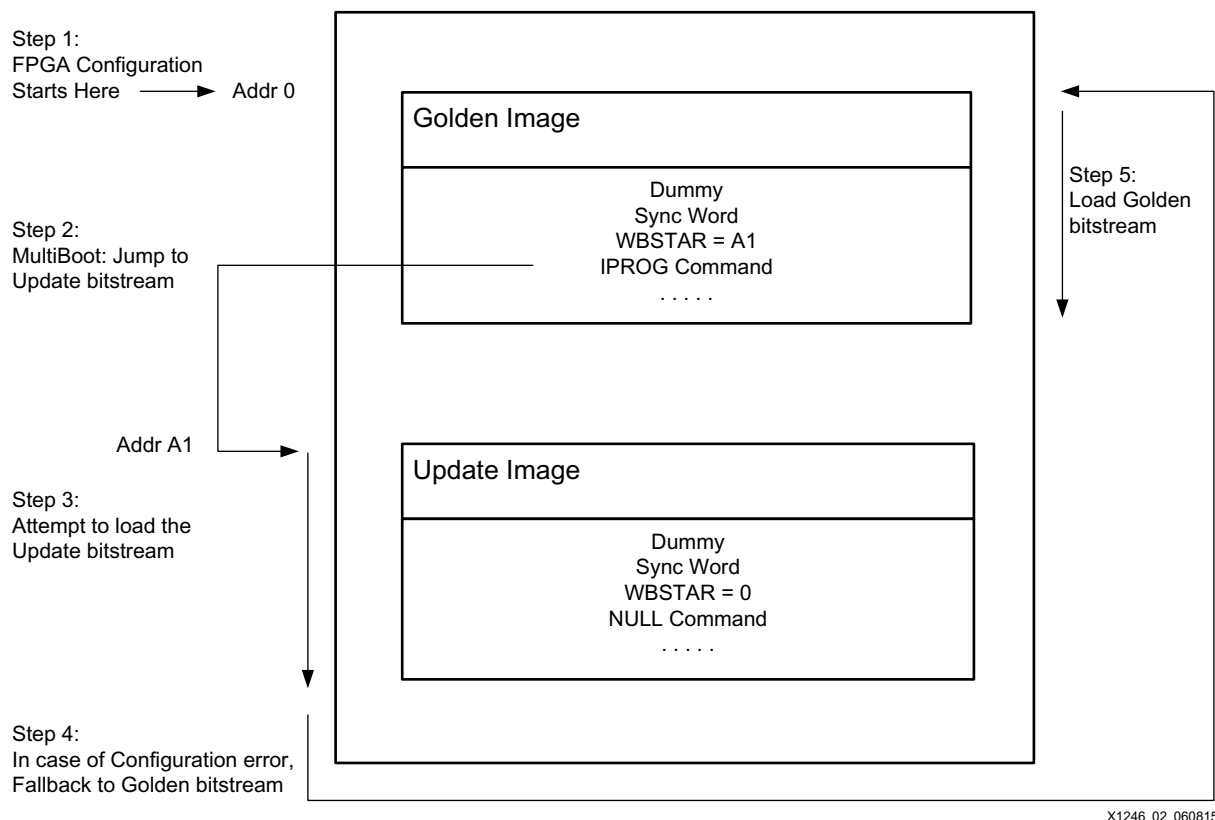 Step 1:
FPGA Configuration
Starts Here
Addr 0
Golden Image
Dummy
Sync Word
WBSTAR = A1
IPROG Command
. . . . .
Step 5:
Load Golden
bitstream
Step 2:
MultiBoot: Jump to
Update bitstream
Addr A1
Update Image
Dummy
Sync Word
WBSTAR = 0
NULL Command
. . . . .
Step 3:
Attempt to load the
Update bitstream
Step 4:
In case of Configuration error,
Fallback to Golden bitstream
X1246_02_060815